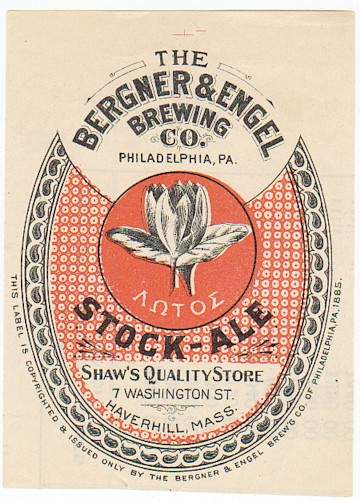 THE
BERGNER & ENGEL
BREWING
CO.
PHILADELPHIA, PA.
ΛΩΤΟΣ
STOCK-ALE
SHAW'S QUALITY STORE
7 WASHINGTON ST.
HAVERHILL, MASS.
THIS LABEL IS COPYRIGHTED & ISSUED ONLY BY THE BERGNER & ENGEL BREW'G CO. OF PHILADELPHIA, PA, 1885.